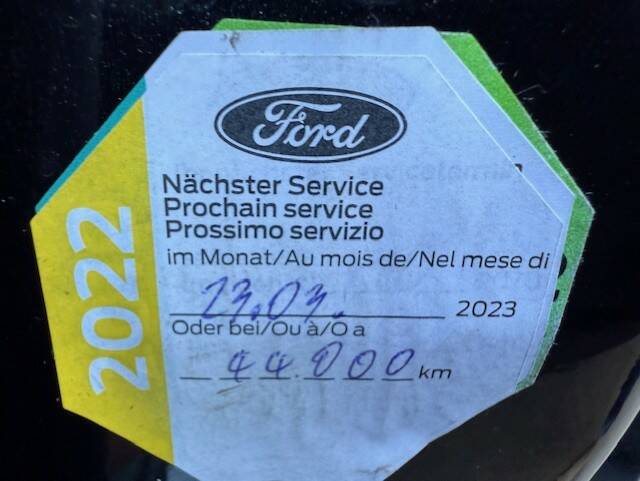 Ford
2022
Nächster Service
Prochain service
Prossimo servizio
im Monat/Au mois de/Nel mese di
23.03. 2023
Oder bei/Ou à/O a
44.000 km